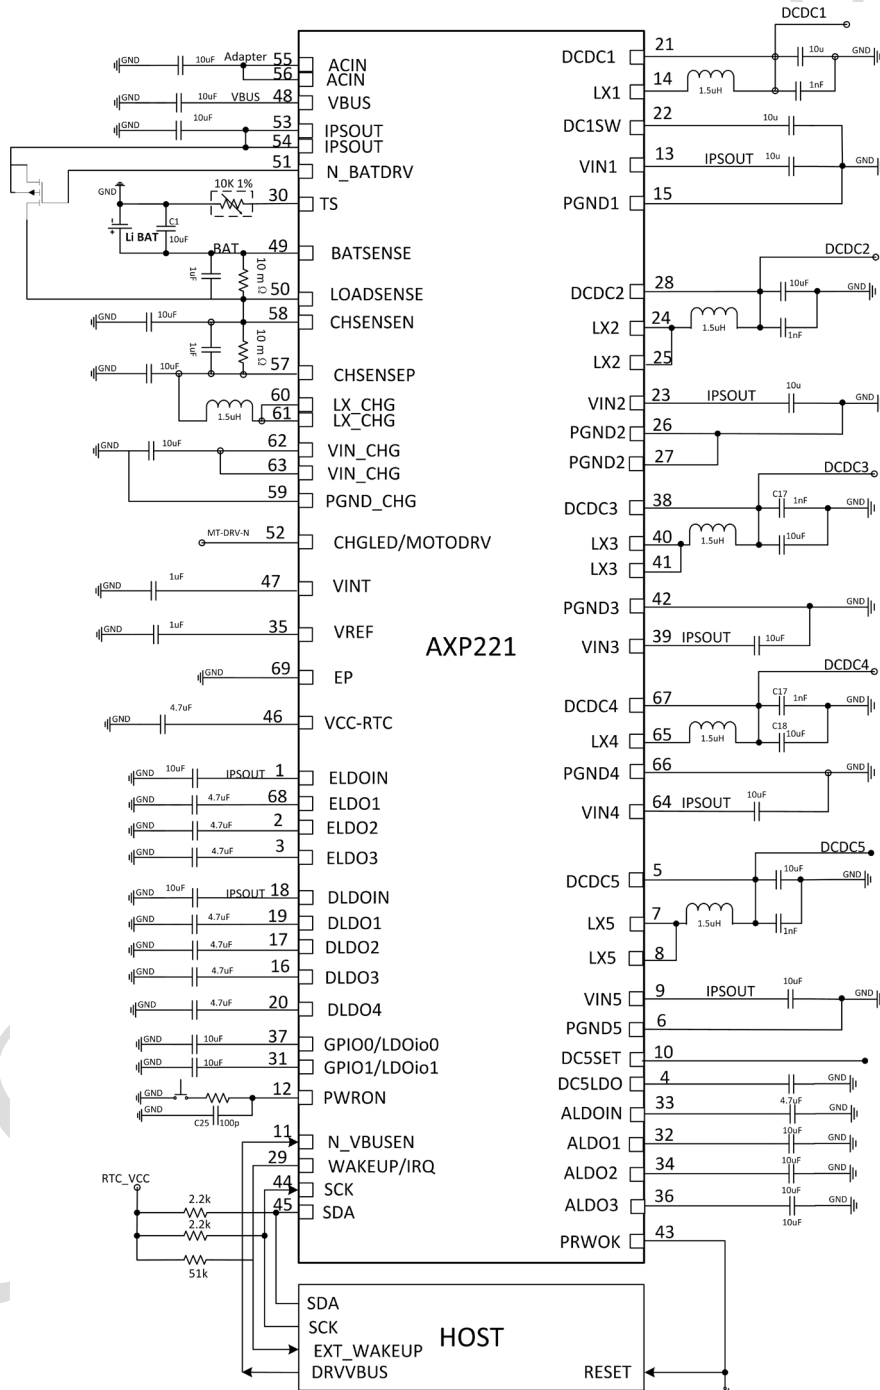 DCDC1
GND 10uF Adapter 55 ACIN
56 ACIN
GND 10uF VBUS 48 VBUS
GND 10uF 53 IPSOUT
54 IPSOUT
51 N_BATDRV
GND 10K 1% 30 TS
Li BAT
C1
10uF
BAT 49 BATSENSE
1uF
10 m Ω
50 LOADSENSE
GND 10uF 58 CHSENSEN
1uF
10 m Ω
GND 10uF 57 CHSENSEP
1.5uH
60 LX_CHG
61 LX_CHG
GND 10uF 62 VIN_CHG
63 VIN_CHG
59 PGND_CHG
MT-DRV-N 52 CHGLED/MOTODRV
GND 1uF 47 VINT
GND 1uF 35 VREF
GND 69 EP
GND 4.7uF 46 VCC-RTC
GND 10uF IPSOUT 1 ELDOIN
GND 4.7uF 68 ELDO1
GND 4.7uF 2 ELDO2
GND 4.7uF 3 ELDO3
GND 10uF IPSOUT 18 DLDOIN
GND 4.7uF 19 DLDO1
GND 4.7uF 17 DLDO2
GND 4.7uF 16 DLDO3
GND 4.7uF 20 DLDO4
GND 10uF 37 GPIO0/LDOio0
GND 10uF 31 GPIO1/LDOio1
GND 12 PWRON
GND C25 100p
11 N_VBUSEN
29 WAKEUP/IRQ
44 SCK
45 SDA
RTC_VCC
2.2k
2.2k
51k
AXP221
DCDC1 21 10u GND
LX1 14 1.5uH 1nF
DC1SW 22 10u
VIN1 13 IPSOUT 10u GND
PGND1 15
DCDC2
DCDC2 28 10uF GND
LX2 24 1.5uH 1nF
LX2 25
VIN2 23 IPSOUT 10u GND
PGND2 26
PGND2 27
DCDC3
DCDC3 38 C17 1nF GND
LX3 40 1.5uH 10uF
LX3 41
PGND3 42 GND
VIN3 39 IPSOUT 10uF
DCDC4
DCDC4 67 C17 1nF GND
LX4 65 1.5uH C18 10uF
PGND4 66 GND
VIN4 64 IPSOUT 10uF
DCDC5
DCDC5 5 10uF GND
LX5 7 1.5uH 1nF
LX5 8
VIN5 9 IPSOUT 10uF GND
PGND5 6
DC5SET 10
DC5LDO 4 4.7uF GND
ALDOIN 33 10uF GND
ALDO1 32 10uF GND
ALDO2 34 10uF GND
ALDO3 36 10uF GND
PRWOK 43
SDA
SCK
HOST
EXT_WAKEUP
DRVVBUS RESET